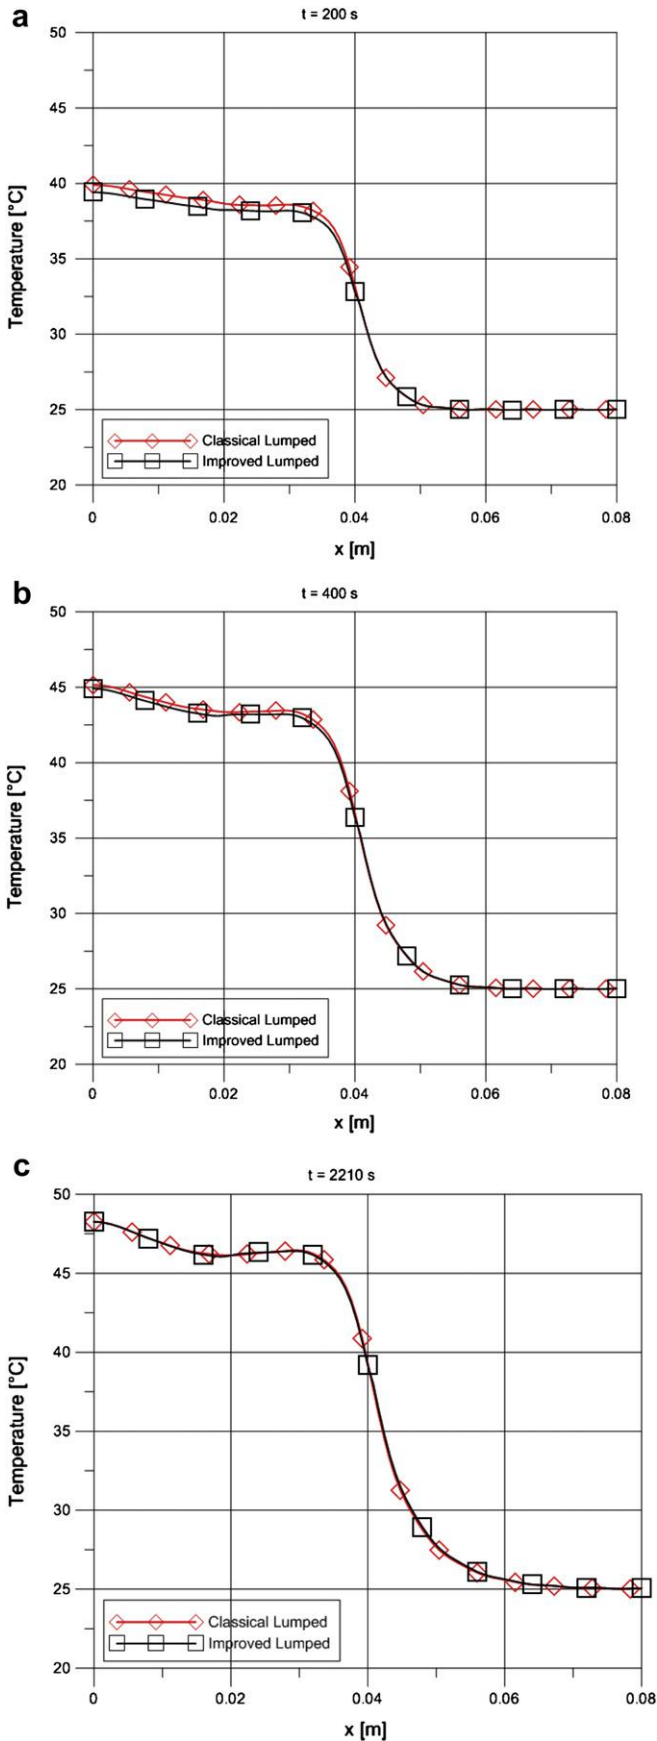 a
t = 200 s
50
45
40
35
30
25
20
Temperature [°C]
Classical Lumped
Improved Lumped
0 0.02 0.04 0.06 0.08
x [m]
b
t = 400 s
50
45
40
35
30
25
20
Temperature [°C]
Classical Lumped
Improved Lumped
0 0.02 0.04 0.06 0.08
x [m]
c
t = 2210 s
50
45
40
35
30
25
20
Temperature [°C]
Classical Lumped
Improved Lumped
0 0.02 0.04 0.06 0.08
x [m]